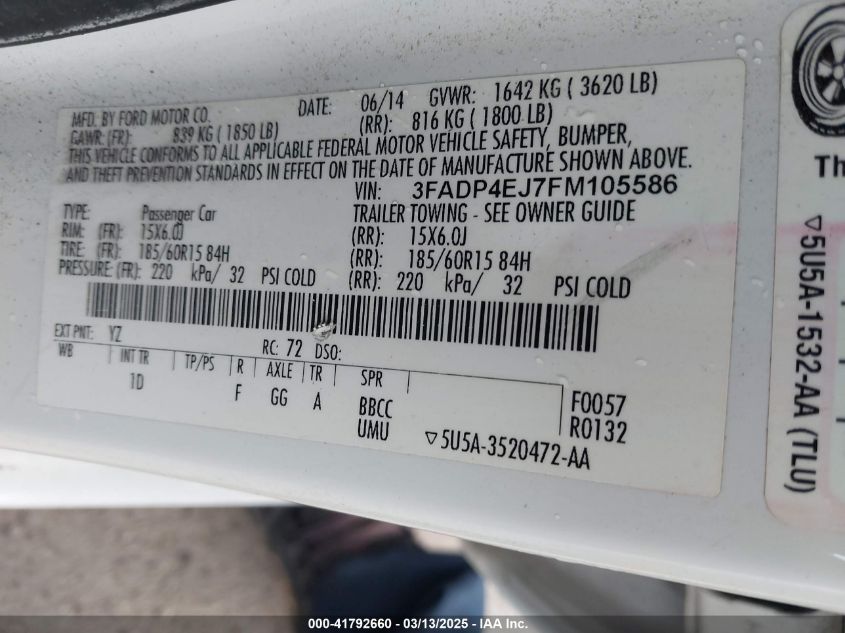 MFD. BY FORD MOTOR CO. DATE: 06/14 GVWR: 1642 KG ( 3620 LB)
GAWR: (FR): 839 KG ( 1850 LB) (RR): 816 KG ( 1800 LB)
THIS VEHICLE CONFORMS TO ALL APPLICABLE FEDERAL MOTOR VEHICLE SAFETY, BUMPER,
AND THEFT PREVENTION STANDARDS IN EFFECT ON THE DATE OF MANUFACTURE SHOWN ABOVE.
VIN: 3FADP4EJ7FM105586
TYPE: Passenger Car TRAILER TOWING - SEE OWNER GUIDE
RIM: (FR): 15X6.0J (RR): 15X6.0J
TIRE: (FR): 185/60R15 84H (RR): 185/60R15 84H
PRESSURE: (FR): 220 kPa/ 32 PSI COLD (RR): 220 kPa/ 32 PSI COLD
EXT PNT: YZ RC: 72 DSO:
WB INT TR TP/PS R AXLE TR SPR
1D F GG A BBCC F0057
UMU R0132
▽5U5A-3520472-AA
Th
▽5U5A-1532-AA (TLU)
000-41792660 - 03/13/2025 - IAA Inc.